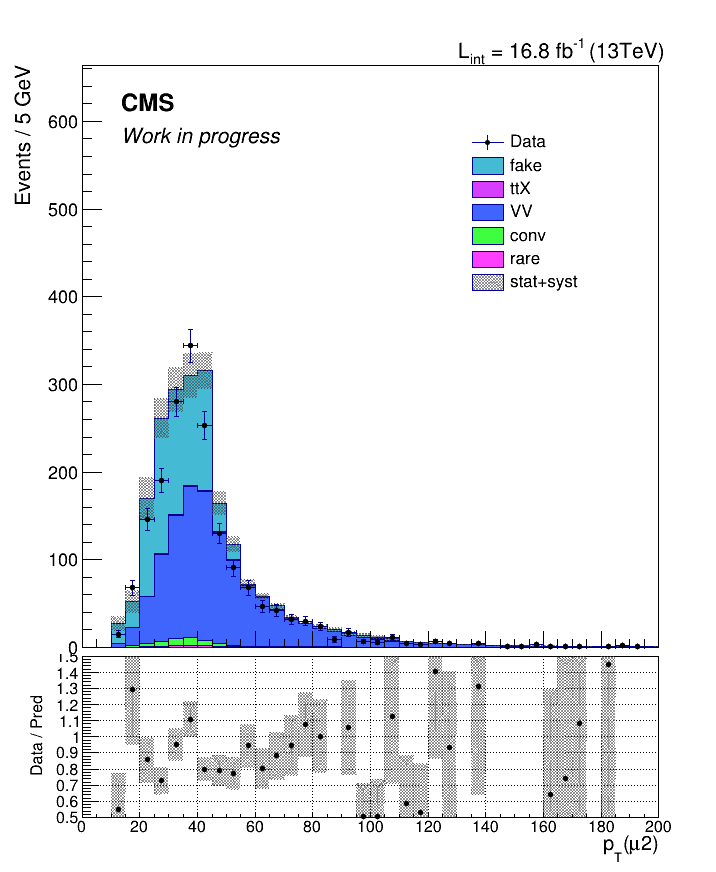 L_int = 16.8 fb^-1 (13TeV)
CMS
Work in progress
Events / 5 GeV
600
500
400
300
200
100
0
Data
fake
ttX
VV
conv
rare
stat+syst
Data / Pred
1.5
1.4
1.3
1.2
1.1
1
0.9
0.8
0.7
0.6
0.5
0 20 40 60 80 100 120 140 160 180 200
p_T(μ2)